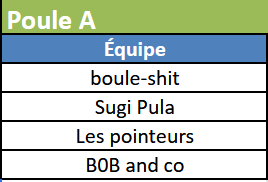 Poule A
Équipe
boule-shit
Sugi Pula
Les pointeurs
B0B and co